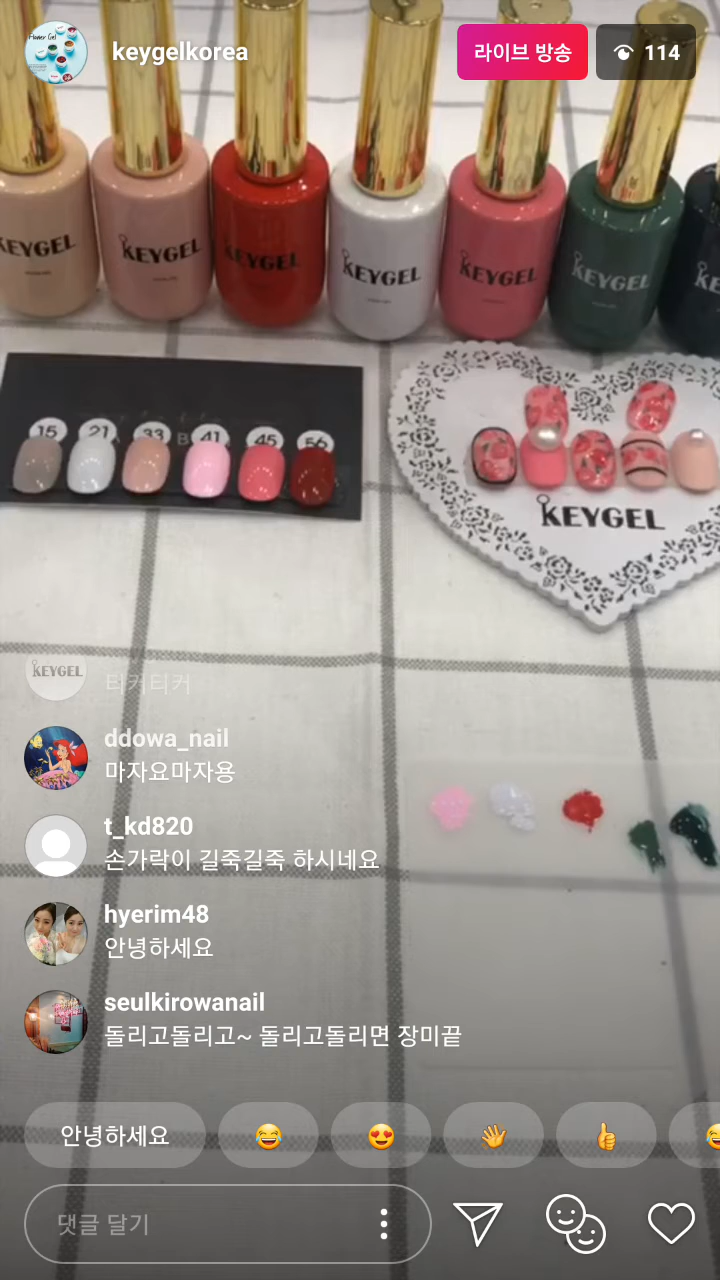 Flower Gel
keygelkorea
라이브 방송
114
KEYGEL
KEYGEL
KEYGEL
KEYGEL
KEYGEL
KEYGEL
15
21
33
41
45
56
KEYGEL
KEYGEL
티키티커
ddowa_nail
마자요마자용
t_kd820
손가락이 길죽길죽 하시네요
hyerim48
안녕하세요
seulkirowanail
돌리고돌리고~ 돌리고돌리면 장미끝
안녕하세요
댓글 달기